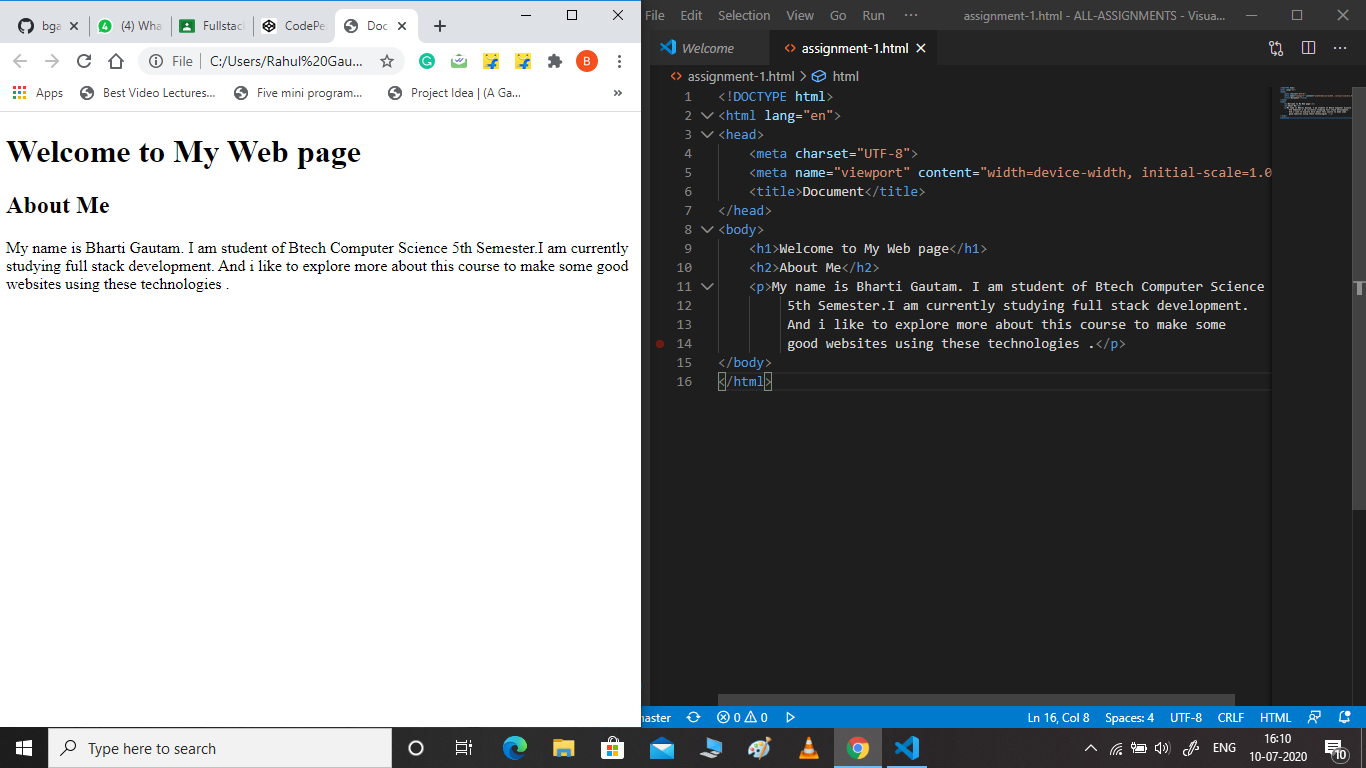 bga
(4) Wha
Fullstac
CodePe
Doc
File
C:/Users/Rahul%20Gau...
B
Apps
Best Video Lectures...
Five mini program...
Project Idea | (A Ga...
»
Welcome to My Web page
About Me
My name is Bharti Gautam. I am student of Btech Computer Science 5th Semester.I am currently
studying full stack development. And i like to explore more about this course to make some good
websites using these technologies .
File Edit Selection View Go Run ··· assignment-1.html - ALL-ASSIGNMENTS - Visua...
Welcome
assignment-1.html
assignment-1.html > html
1 <!DOCTYPE html>
2 <html lang="en">
3 <head>
4 <meta charset="UTF-8">
5 <meta name="viewport" content="width=device-width, initial-scale=1.0
6 <title>Document</title>
7 </head>
8 <body>
9 <h1>Welcome to My Web page</h1>
10 <h2>About Me</h2>
11 <p>My name is Bharti Gautam. I am student of Btech Computer Science
12 5th Semester.I am currently studying full stack development.
13 And i like to explore more about this course to make some
14 good websites using these technologies .</p>
15 </body>
16 </html>
naster
0 0
Ln 16, Col 8 Spaces: 4 UTF-8 CRLF HTML
Type here to search
ENG
16:10
10-07-2020
10